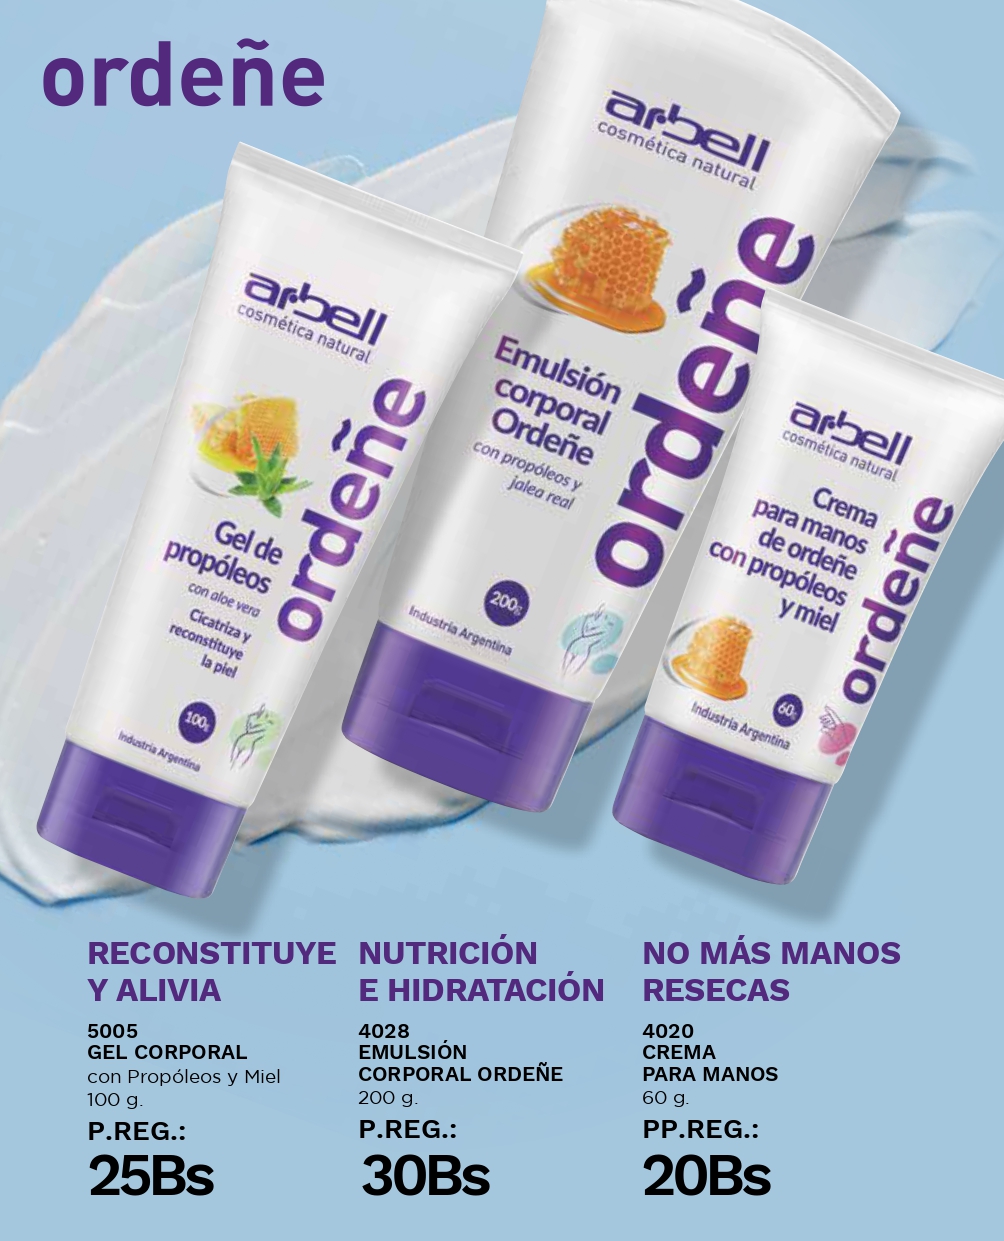 ordeñe
arbell
cosmética natural
ordeñe
Gel de
propóleos
con aloe vera
Cicatriza y
reconstituye
la piel
100g
Industria Argentina
arbell
cosmética natural
ordeñe
Emulsión
corporal
Ordeñe
con propóleos y
jalea real
200g
Industria Argentina
arbell
cosmética natural
ordeñe
Crema
para manos
de ordeñe
con propóleos
y miel
60g
Industria Argentina
RECONSTITUYE
Y ALIVIA
5005
GEL CORPORAL
con Propóleos y Miel
100 g.
P.REG.:
25Bs
NUTRICIÓN
E HIDRATACIÓN
4028
EMULSIÓN
CORPORAL ORDEÑE
200 g.
P.REG.:
30Bs
NO MÁS MANOS
RESECAS
4020
CREMA
PARA MANOS
60 g.
PP.REG.:
20Bs